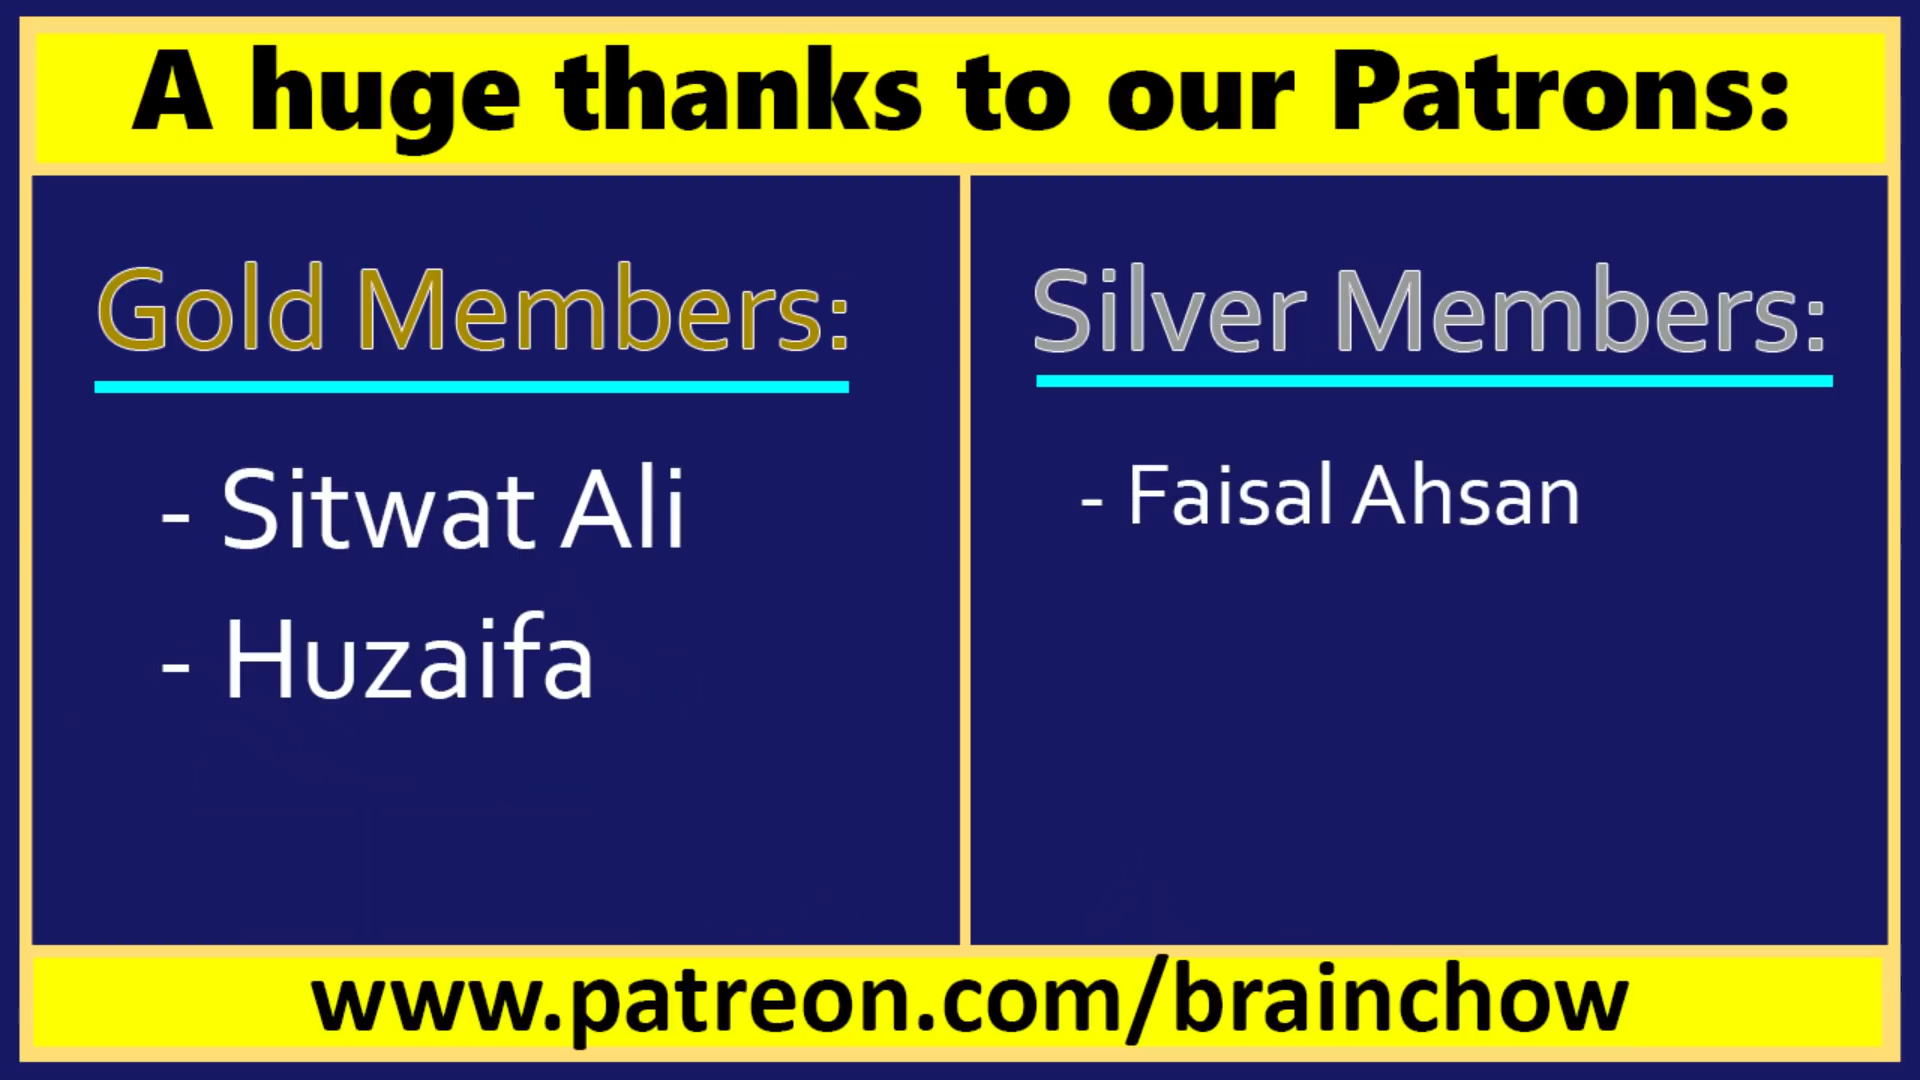 A huge thanks to our Patrons:
Gold Members:
- Sitwat Ali
- Huzaifa
Silver Members:
- Faisal Ahsan
www.patreon.com/brainchow